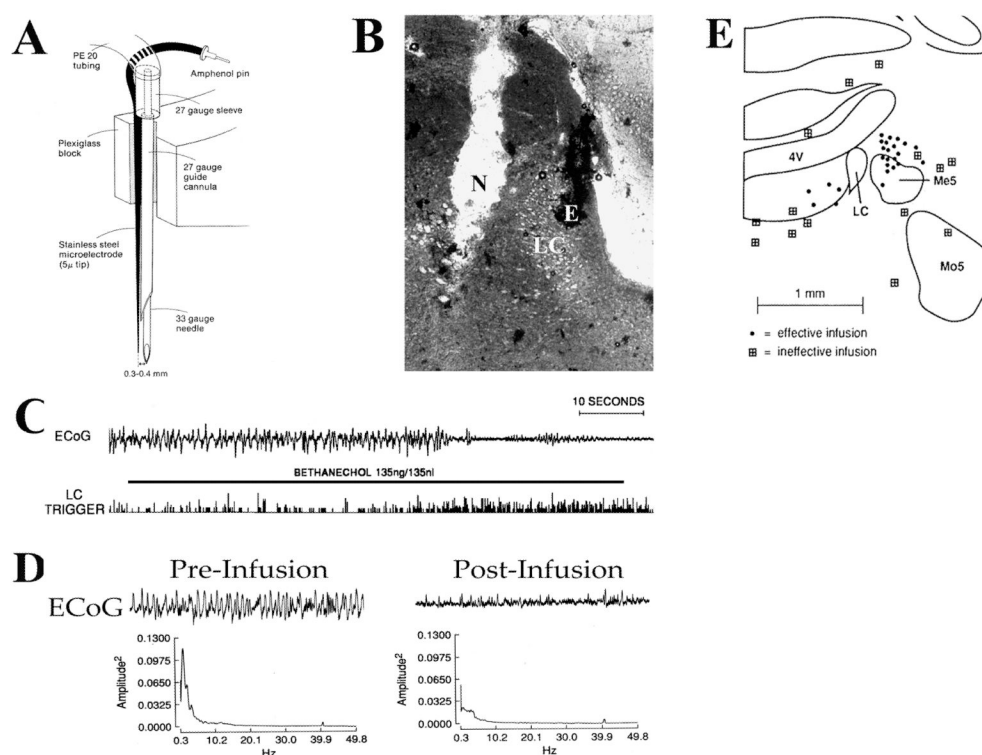 A
PE 20
tubing
Amphenol pin
27 gauge sleeve
Plexiglass
block
27 gauge
guide
cannula
Stainless steel
microelectrode
(5μ tip)
33 gauge
needle
0.3-0.4 mm
B
N
E
LC
E
4V
LC
Me5
Mo5
1 mm
• = effective infusion
⊞ = ineffective infusion
C
10 SECONDS
ECoG
BETHANECHOL 135ng/135nl
LC
TRIGGER
D
Pre-Infusion
Post-Infusion
ECoG
Amplitude²
0.1300
0.0975
0.0650
0.0325
0.0000
0.3 10.2 20.1 30.0 39.9 49.8
Hz
Amplitude²
0.1300
0.0975
0.0650
0.0325
0.0000
0.3 10.2 20.1 30.0 39.9 49.8
Hz